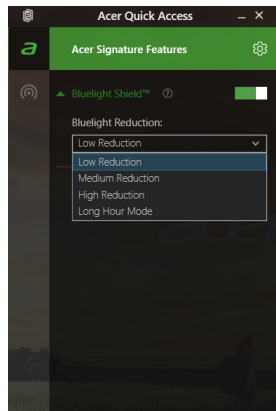 Acer Quick Access
Acer Signature Features
Bluelight Shield™
Bluelight Reduction:
Low Reduction
Low Reduction
Medium Reduction
High Reduction
Long Hour Mode
acer